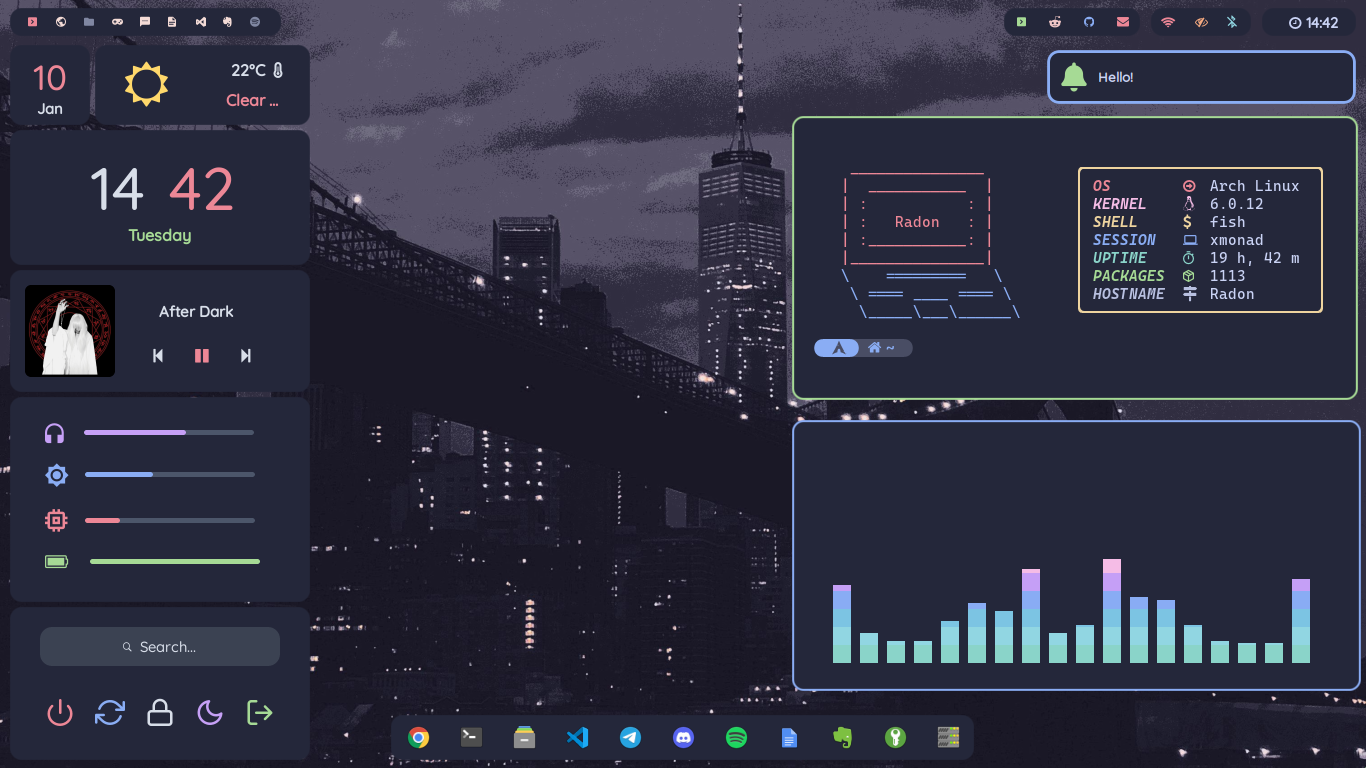 14:42
10
Jan
22°C
Clear ...
Hello!
14 42
Tuesday
After Dark
Search...
Radon
OS Arch Linux
KERNEL 6.0.12
SHELL $ fish
SESSION xmonad
UPTIME 19 h, 42 m
PACKAGES 1113
HOSTNAME Radon
~